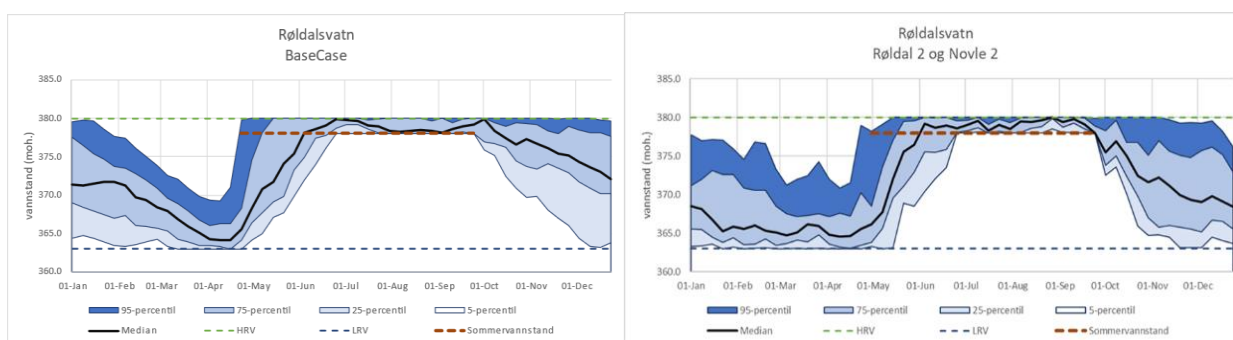 Røldalsvatn
BaseCase
vannstand (moh.)
385.0
380.0
375.0
370.0
365.0
360.0
01-Jan 01-Feb 01-Mar 01-Apr 01-May 01-Jun 01-Jul 01-Aug 01-Sep 01-Oct 01-Nov 01-Dec
95-percentil 75-percentil 25-percentil 5-percentil
Median HRV LRV Sommervannstand
Røldalsvatn
Røldal 2 og Novle 2
vannstand (moh.)
385.0
380.0
375.0
370.0
365.0
360.0
01-Jan 01-Feb 01-Mar 01-Apr 01-May 01-Jun 01-Jul 01-Aug 01-Sep 01-Oct 01-Nov 01-Dec
95-percentil 75-percentil 25-percentil 5-percentil
Median HRV LRV Sommervannstand